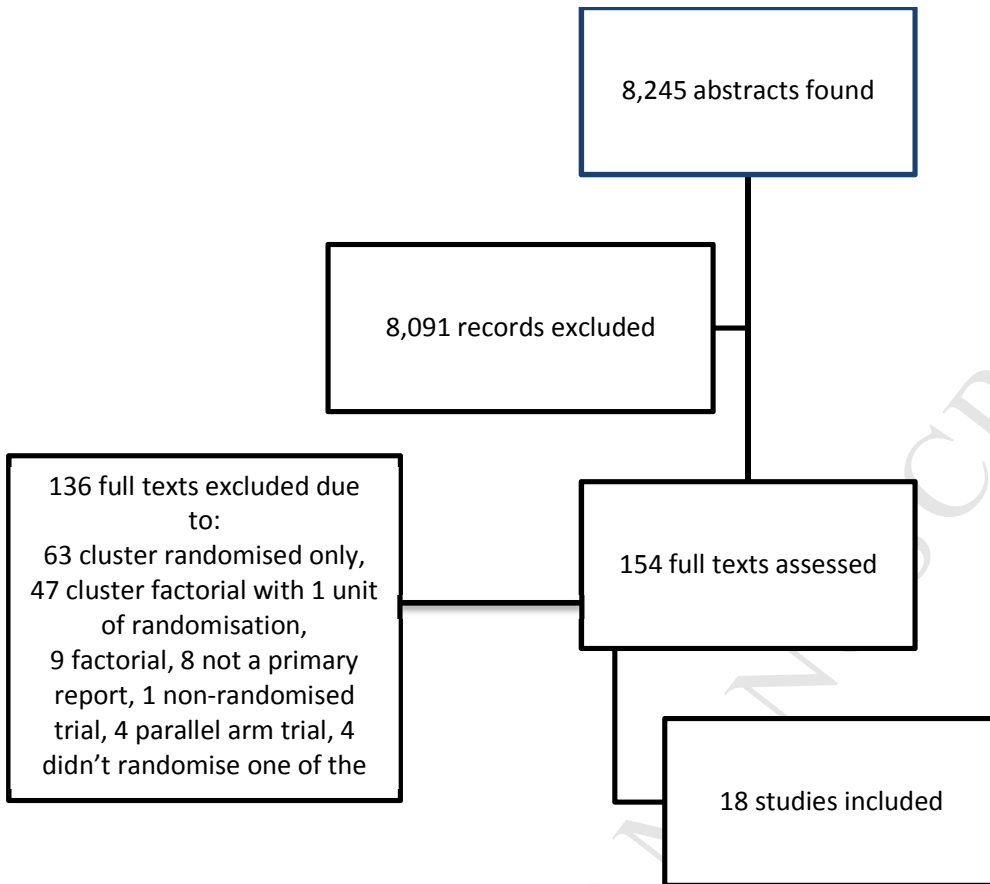 8,245 abstracts found
8,091 records excluded
136 full texts excluded due
to:
63 cluster randomised only,
47 cluster factorial with 1 unit
of randomisation,
9 factorial, 8 not a primary
report, 1 non-randomised
trial, 4 parallel arm trial, 4
didn't randomise one of the
154 full texts assessed
18 studies included